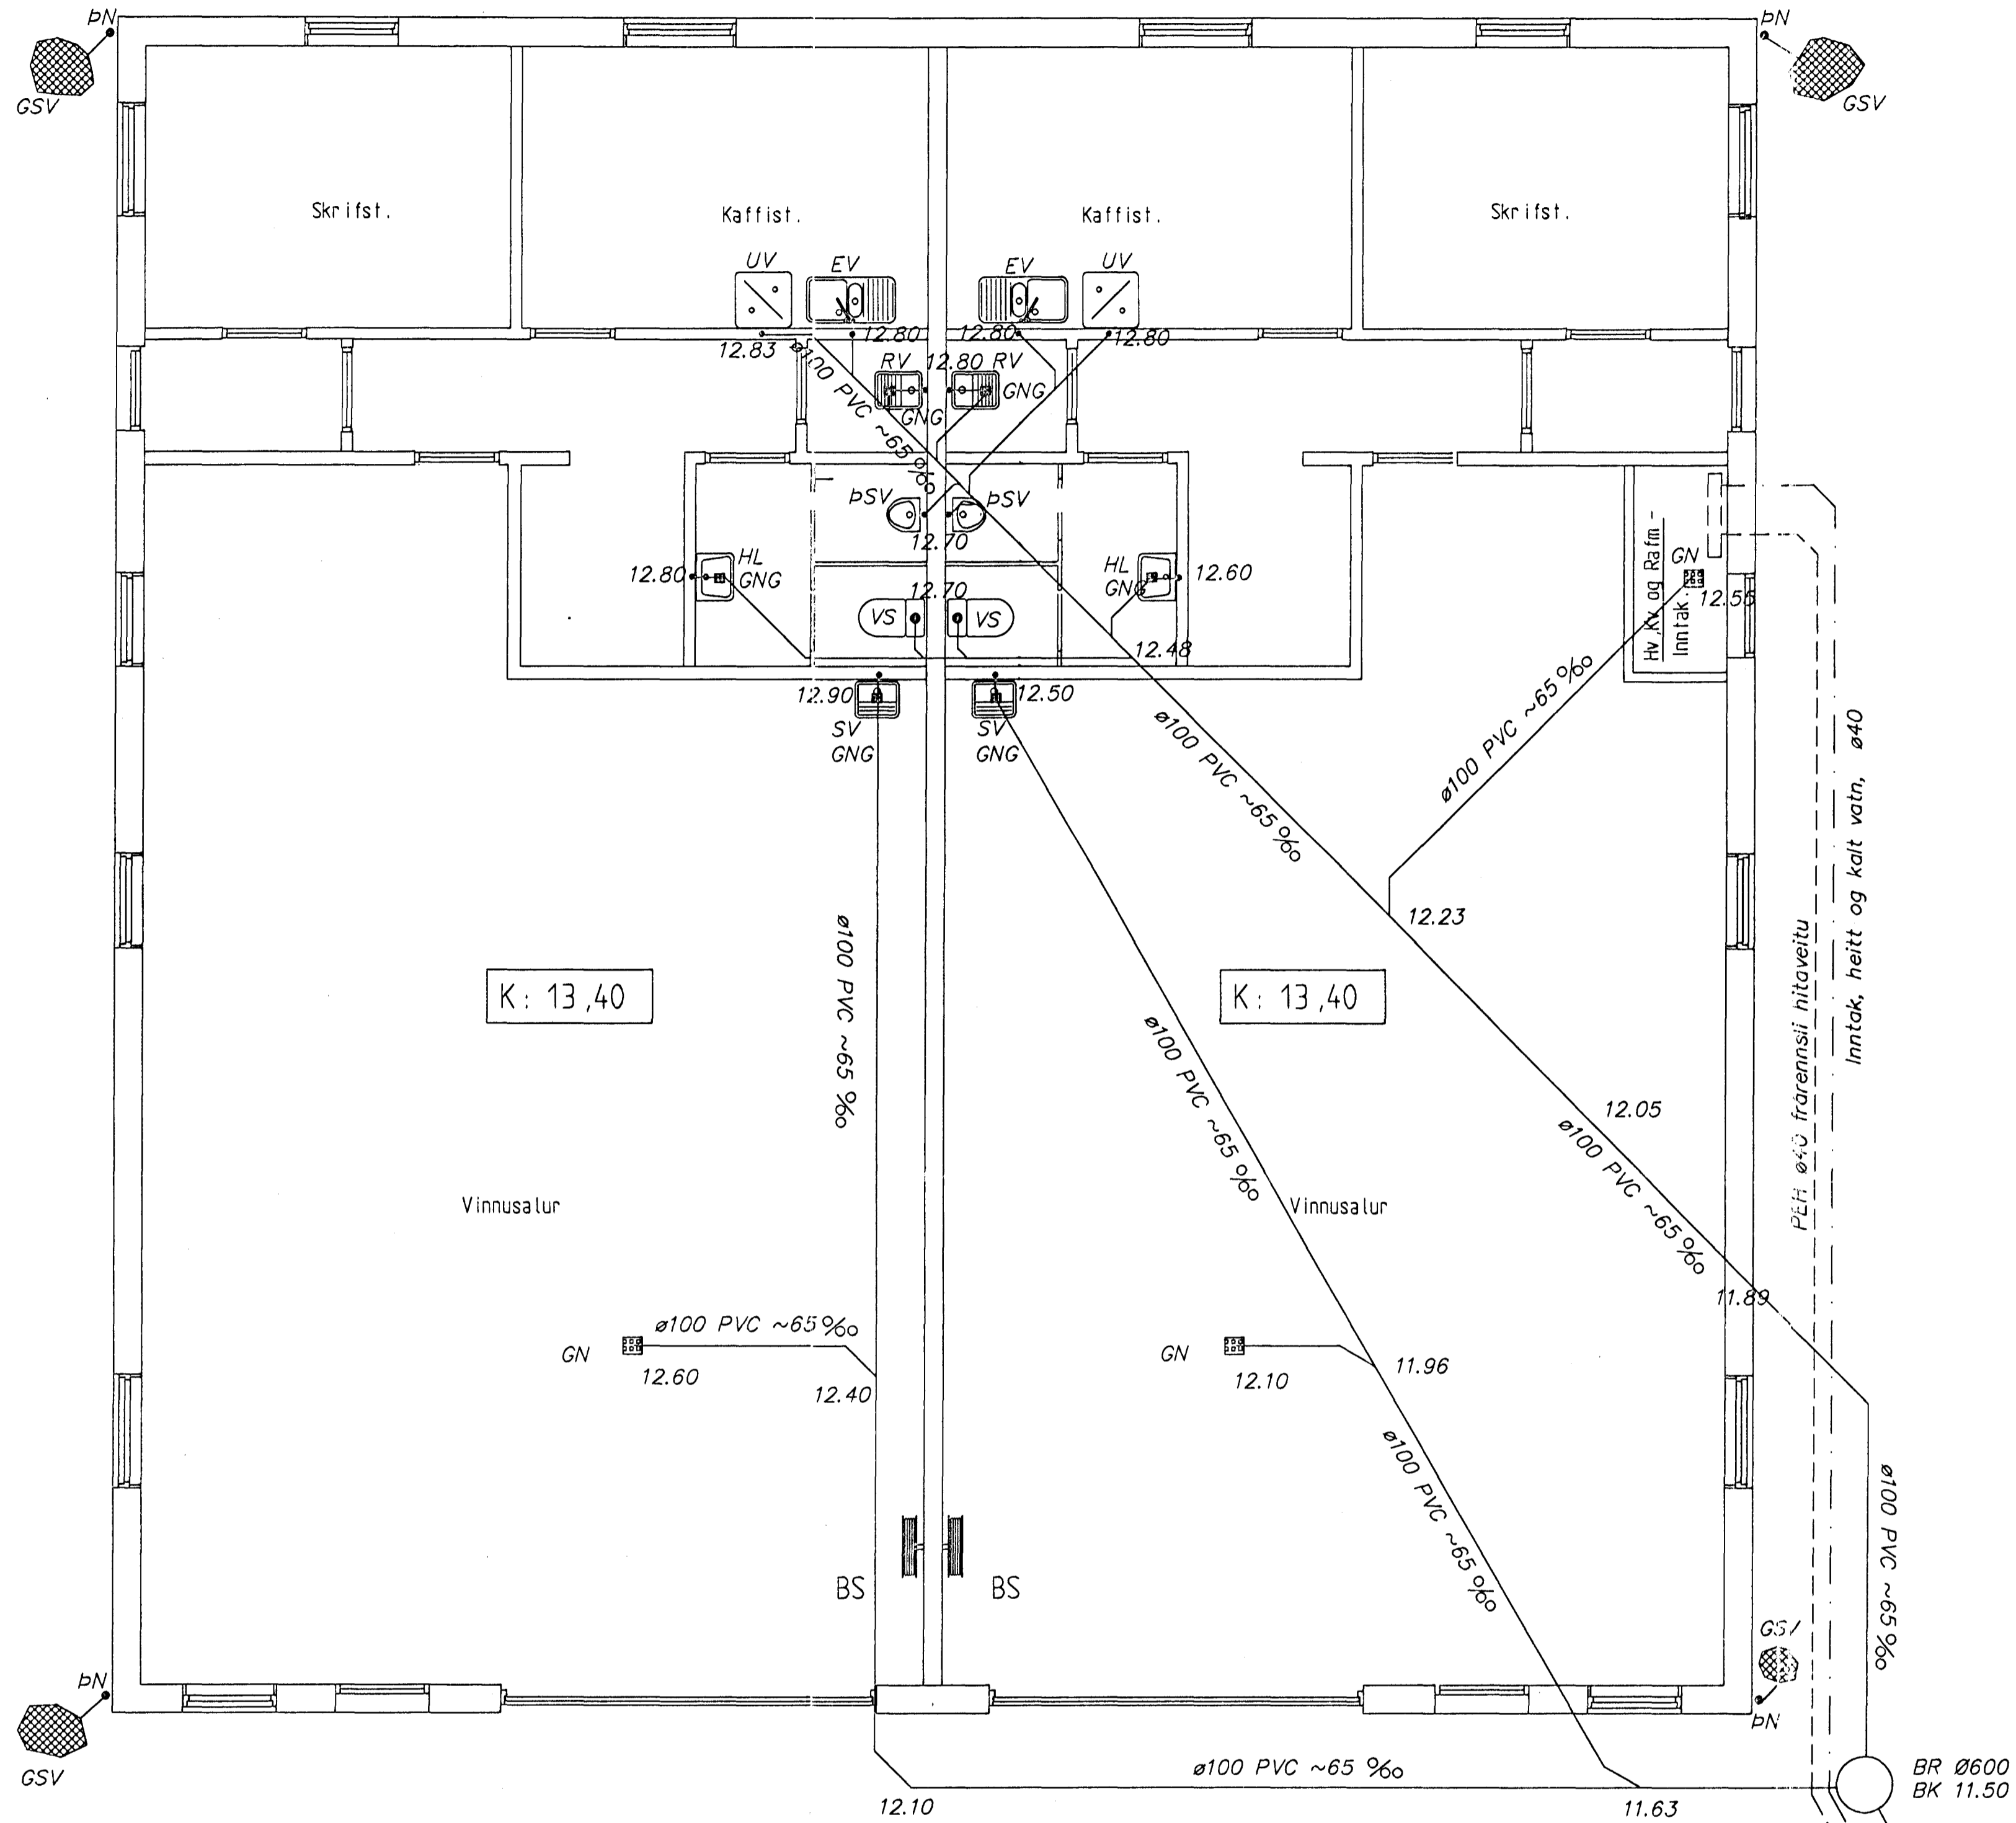 ÞN
ÞN
GSV
GSV
Skrifst.
Kaffist.
Kaffist.
Skrifst.
UV
EV
EV
UV
12.83
12.80
12.80
12.80
ø100 PVC ~65 ‰
RV
12.80
RV
GNG
GNG
ÞSV
ÞSV
12.70
12.80
HL
GNG
HL
GNG
12.60
12.70
VS
VS
12.48
Hv,Kv og Rafm-
Inntak.
GN
12.55
12.90
12.50
SV
GNG
SV
GNG
ø100 PVC ~65 ‰
ø100 PVC ~65 ‰
12.23
Inntak, heitt og kalt vatn, ø40
PEH ø40 frárennsli hitaveitu
ø100 PVC ~65 ‰
K: 13,40
K: 13,40
ø100 PVC ~65 ‰
12.05
ø100 PVC ~65 ‰
Vinnusalur
Vinnusalur
11.89
ø100 PVC ~65 ‰
GN
12.60
12.40
GN
12.10
11.96
ø100 PVC ~65 ‰
ø100 PVC ~65 ‰
BS
BS
GSV
ÞN
ÞN
GSV
ø100 PVC ~65 ‰
12.10
11.63
BR Ø600
BK 11.50